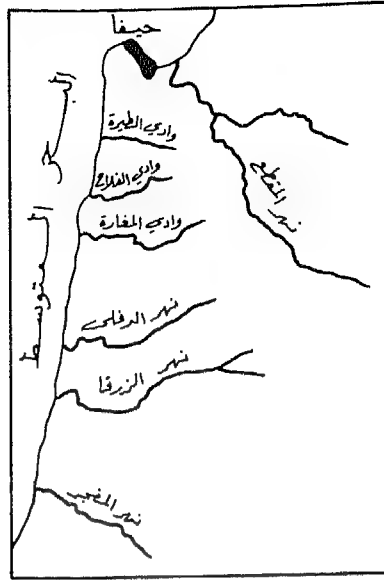 حيفا
البحر المتوسط
وادي الطيرة
وادي الفلاح
وادي المغارة
نهر المقطع
نهر الدفلى
نهر الزرقا
نهر المفجر